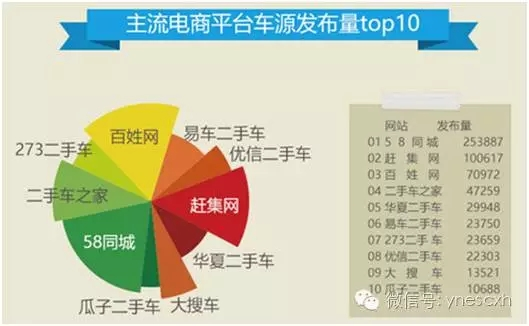 主流电商平台车源发布量top10
百姓网
易车二手车
优信二手车
273二手车
二手车之家
赶集网
58同城
华夏二手车
瓜子二手车
大搜车
网站 发布量
01 58同城 253887
02 赶集网 100617
03 百姓网 70972
04 二手车之家 47259
05 华夏二手车 29948
06 易车二手车 23750
07 273二手车 23659
08 优信二手车 22303
09 大搜车 13521
10 瓜子二手车 10688
微信号: ynescxh